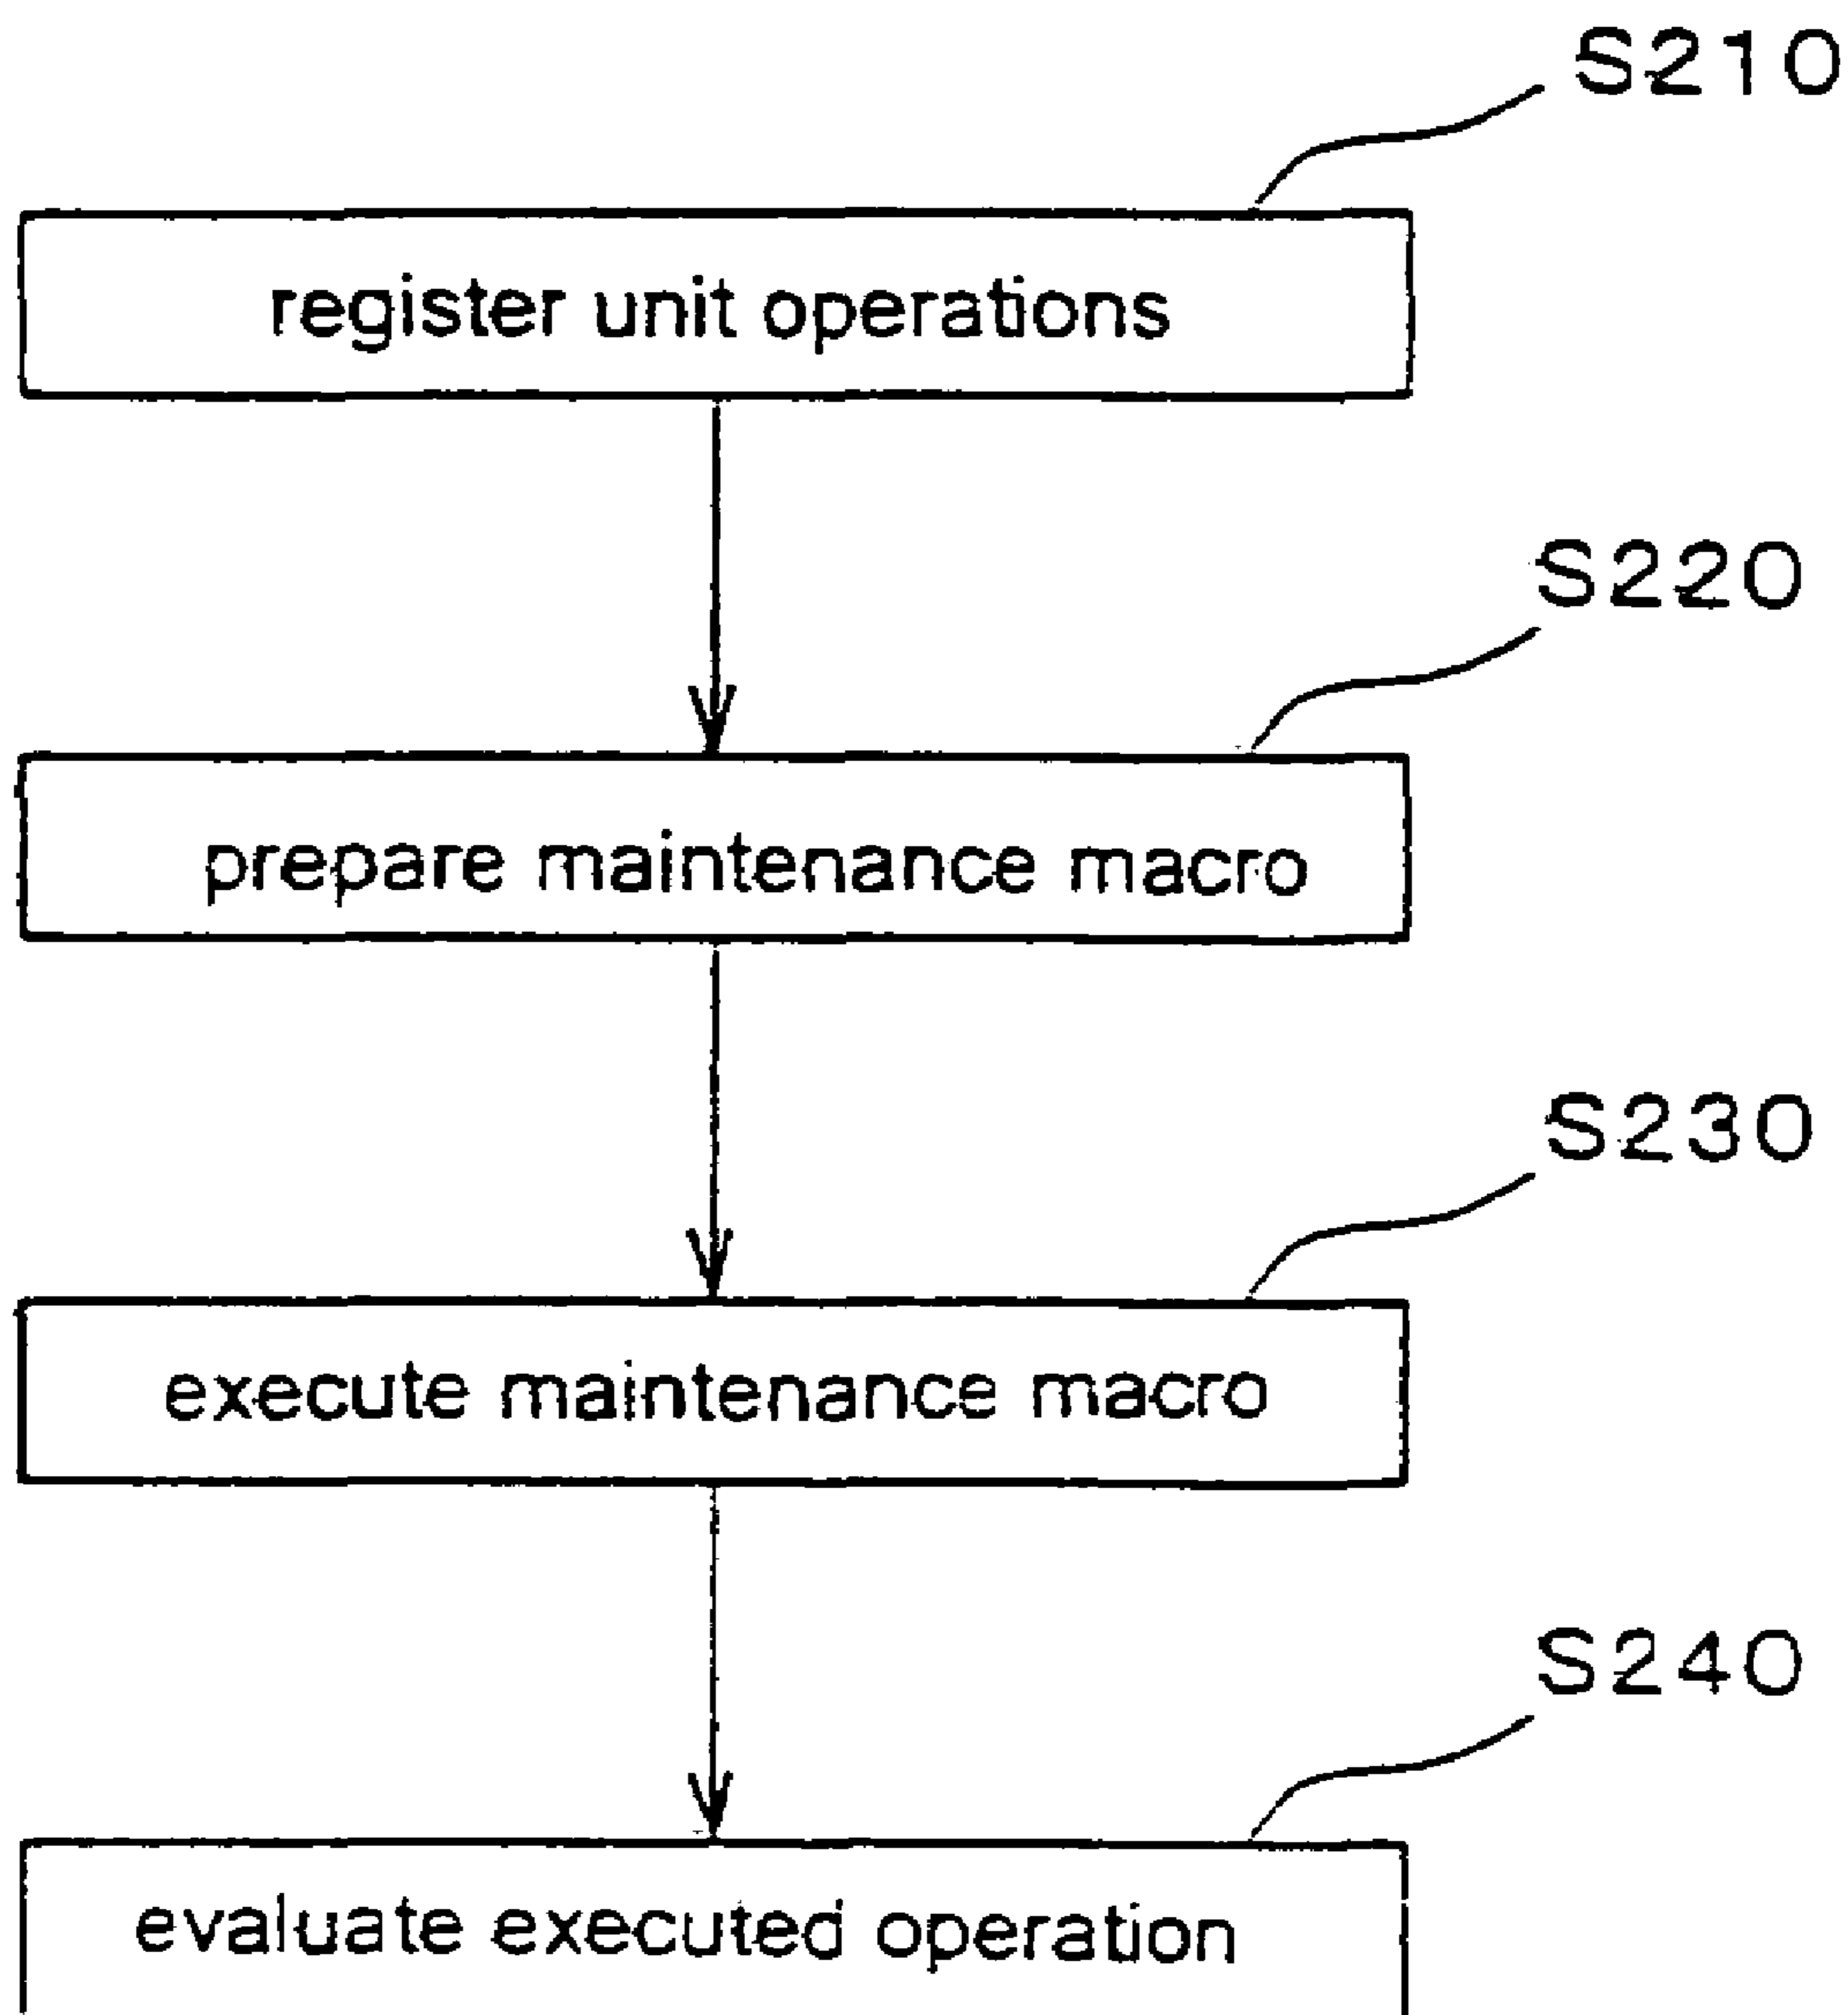 S210
register unit operations
S220
prepare maintenance macro
S230
execute maintenance macro
S240
evaluate executed operation